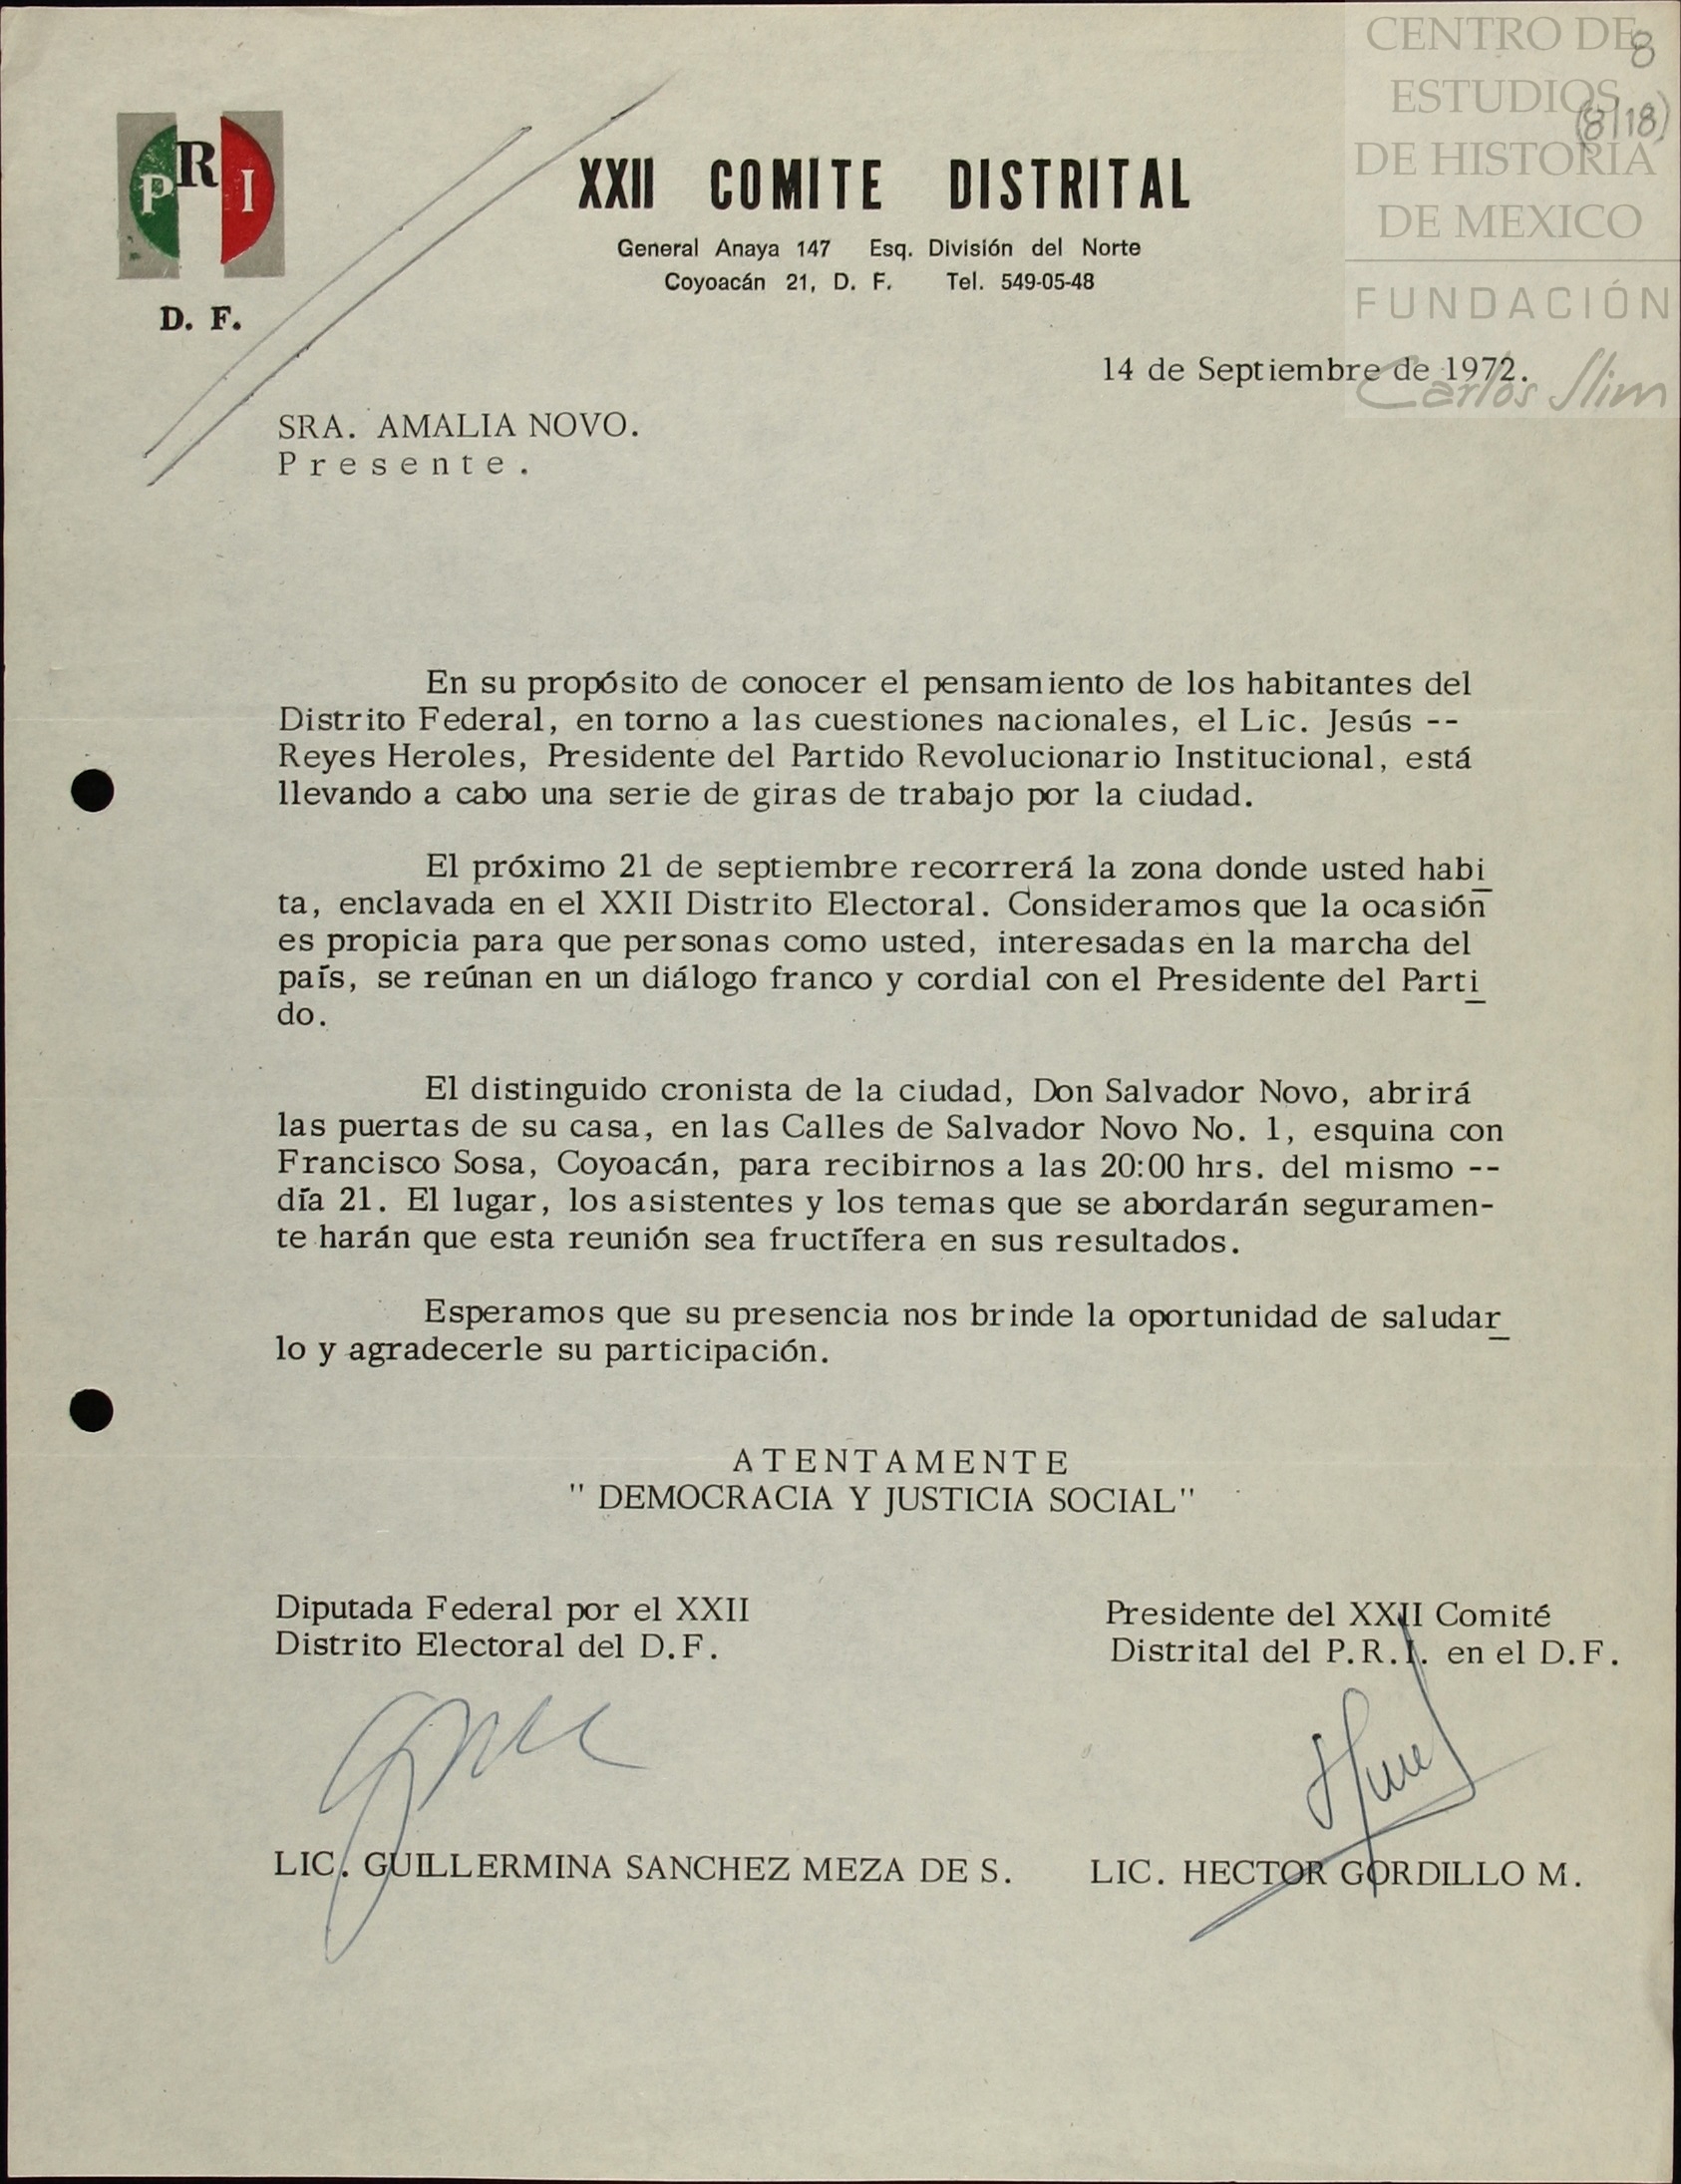 CENTRO DE
ESTUDIOS
DE HISTORIA
DE MEXICO
FUNDACIÓN
Carlos Slim
8
(8/18)
PRI
D. F.
XXII COMITE DISTRITAL
General Anaya 147 Esq. División del Norte
Coyoacán 21, D. F. Tel. 549-05-48
14 de Septiembre de 1972.
SRA. AMALIA NOVO.
Presente.
En su propósito de conocer el pensamiento de los habitantes del
Distrito Federal, en torno a las cuestiones nacionales, el Lic. Jesús --
Reyes Heroles, Presidente del Partido Revolucionario Institucional, está
llevando a cabo una serie de giras de trabajo por la ciudad.
El próximo 21 de septiembre recorrerá la zona donde usted habi
ta, enclavada en el XXII Distrito Electoral. Consideramos que la ocasión
es propicia para que personas como usted, interesadas en la marcha del
país, se reúnan en un diálogo franco y cordial con el Presidente del Parti
do.
El distinguido cronista de la ciudad, Don Salvador Novo, abrirá
las puertas de su casa, en las Calles de Salvador Novo No. 1, esquina con
Francisco Sosa, Coyoacán, para recibirnos a las 20:00 hrs. del mismo --
día 21. El lugar, los asistentes y los temas que se abordarán seguramen-
te harán que esta reunión sea fructífera en sus resultados.
Esperamos que su presencia nos brinde la oportunidad de saludar
lo y agradecerle su participación.
ATENTAMENTE
" DEMOCRACIA Y JUSTICIA SOCIAL"
Diputada Federal por el XXII
Distrito Electoral del D.F.
Presidente del XXII Comité
Distrital del P.R.I. en el D.F.
LIC. GUILLERMINA SANCHEZ MEZA DE S.
LIC. HECTOR GORDILLO M.